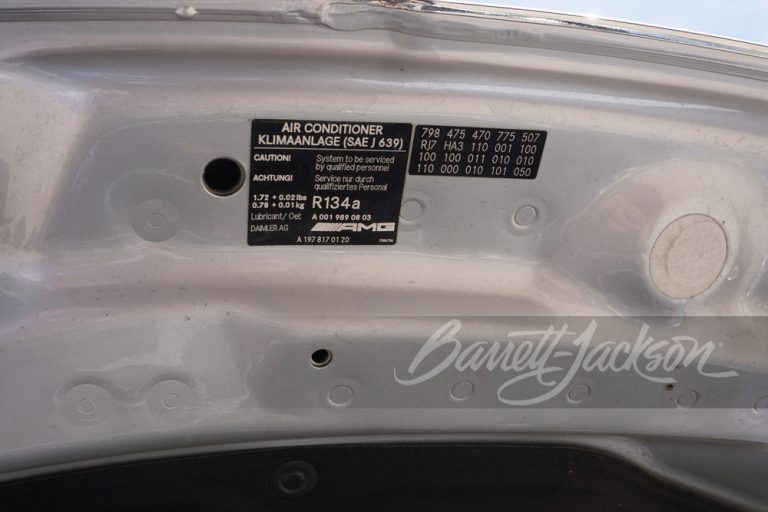 AIR CONDITIONER
KLIMAANLAGE (SAE J 639)
CAUTION! System to be serviced
by qualified personnel
ACHTUNG! Service nur durch
qualifiziertes Personal
1.72 + 0.02 lbs
0.78 + 0.01 kg R134a
Lubricant / Oel: A 001 989 08 03
DAIMLER AG AMG
A 197 817 01 20
798 475 470 775 507
RJ7 HA3 110 001 100
100 100 011 010 010
110 000 010 101 050
Barrett-Jackson